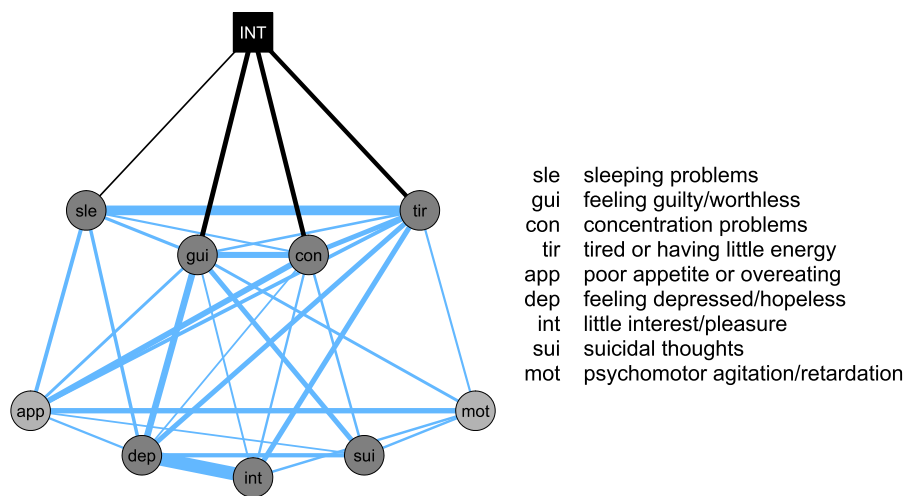 INT
sle
tir
gui
con
app
mot
dep
sui
int
sle sleeping problems
gui feeling guilty/worthless
con concentration problems
tir tired or having little energy
app poor appetite or overeating
dep feeling depressed/hopeless
int little interest/pleasure
sui suicidal thoughts
mot psychomotor agitation/retardation